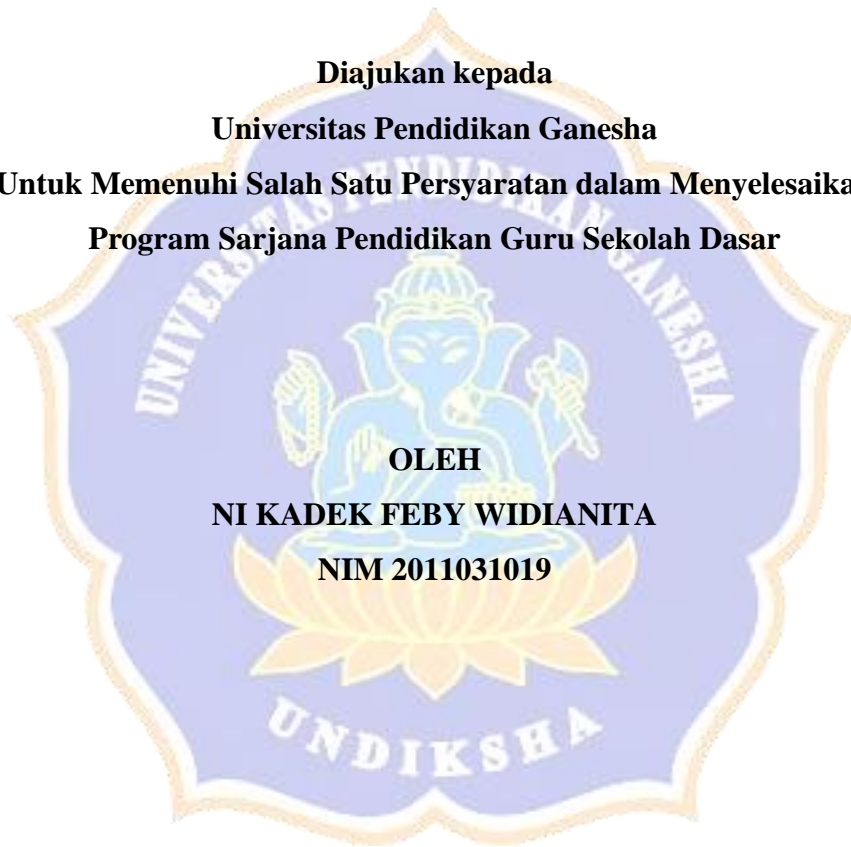 Diajukan kepada
Universitas Pendidikan Ganesha
Untuk Memenuhi Salah Satu Persyaratan dalam Menyelesaika
Program Sarjana Pendidikan Guru Sekolah Dasar
UNIVERSITAS PENDIDIKAN GANESHA
OLEH
NI KADEK FEBY WIDIANITA
NIM 2011031019
UNDIKSHA